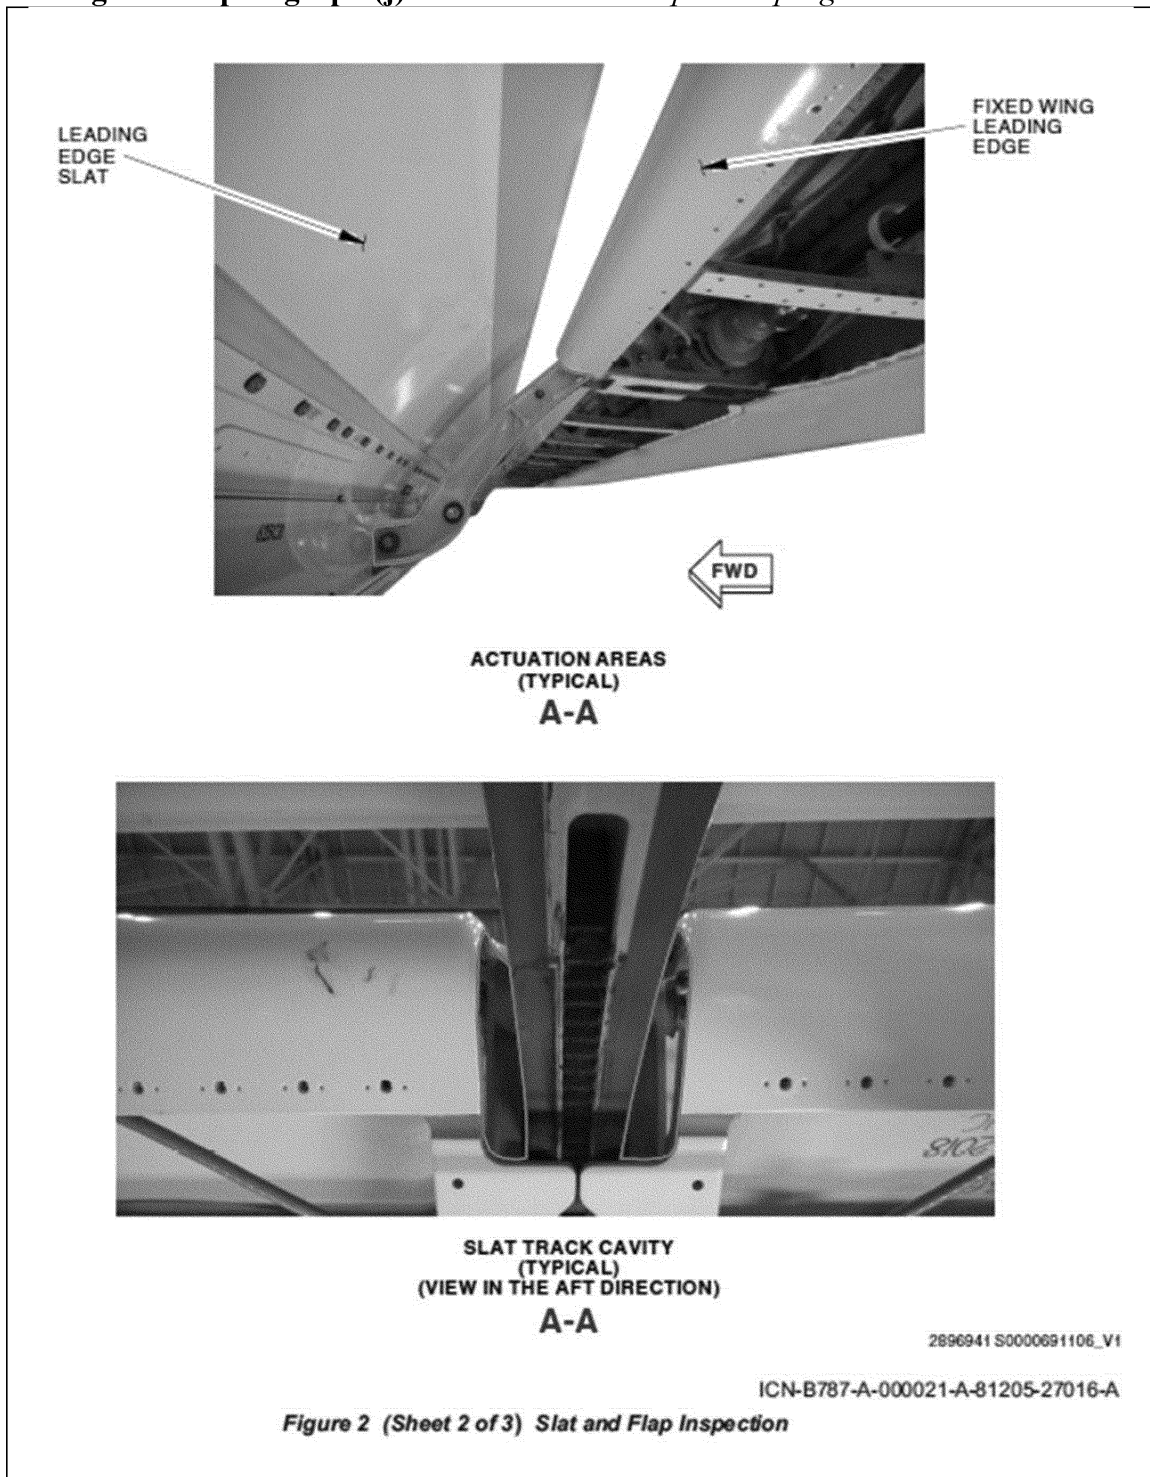 LEADING
EDGE
SLAT
FIXED WING
LEADING
EDGE
FWD
ACTUATION AREAS
(TYPICAL)
A-A
2018
SLAT TRACK CAVITY
(TYPICAL)
(VIEW IN THE AFT DIRECTION)
A-A
2896941 S0000691106_V1
ICN-B787-A-000021-A-81205-27016-A
Figure 2 (Sheet 2 of 3) Slat and Flap Inspection